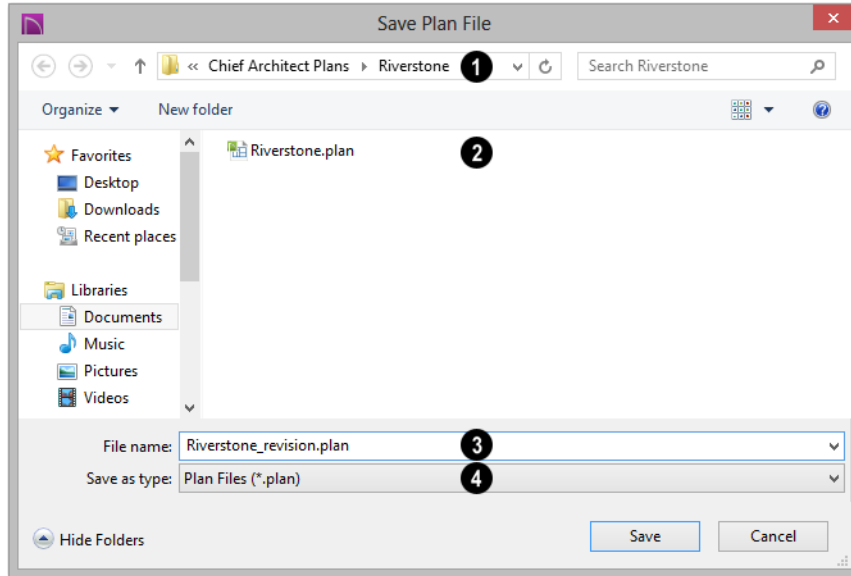 Save Plan File
« Chief Architect Plans Riverstone 1 Search Riverstone
Organize New folder
Favorites
Desktop
Downloads
Recent places
Libraries
Documents
Music
Pictures
Videos
Riverstone.plan 2
File name: Riverstone_revision.plan 3
Save as type: Plan Files (*.plan) 4
Hide Folders Save Cancel